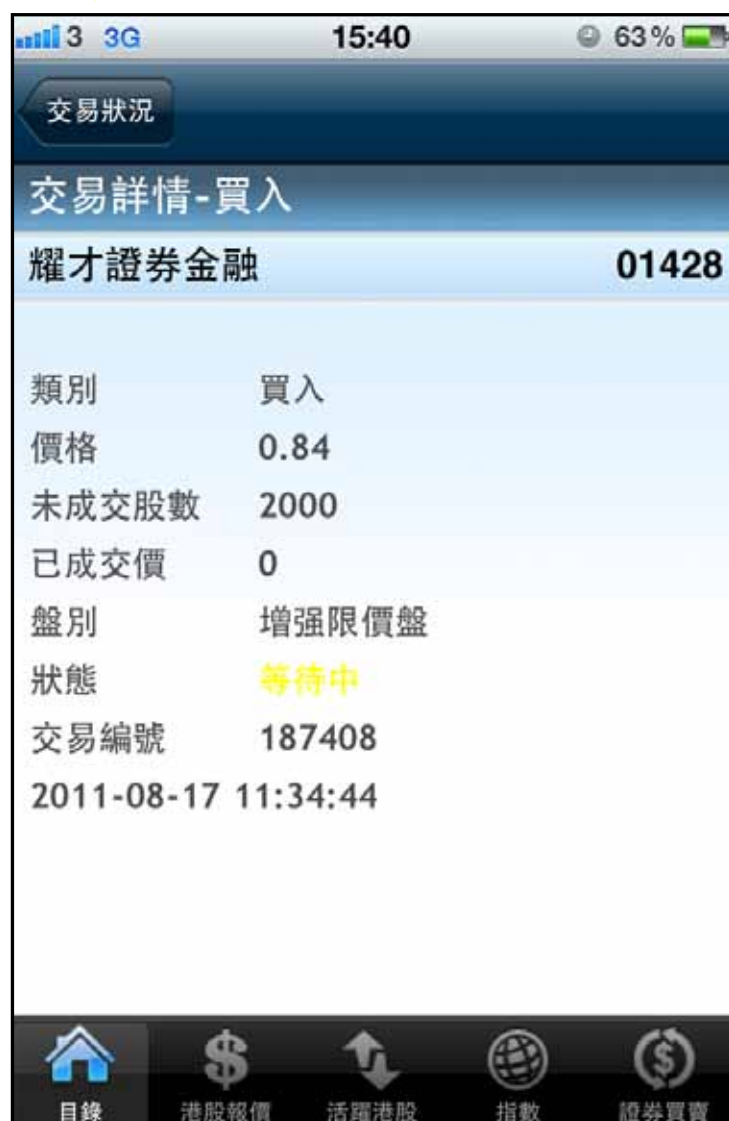 3 3G 15:40 63%
交易狀況
交易詳情-買入
耀才證券金融 01428
類別 買入
價格 0.84
未成交股數 2000
已成交價 0
盤別 增强限價盤
狀態 等待中
交易編號 187408
2011-08-17 11:34:44
目錄 港股報價 活躍港股 指數 證券買賣